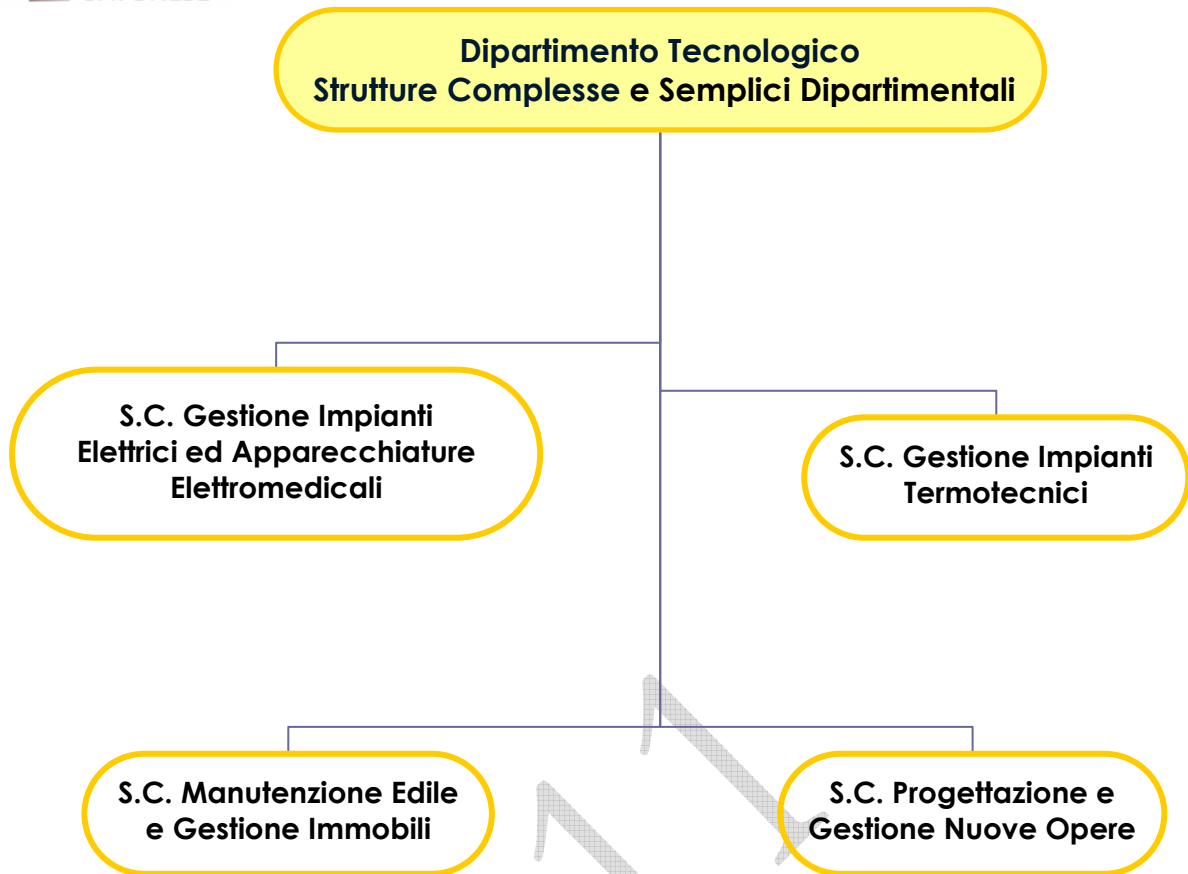 Dipartimento Tecnologico
Strutture Complesse e Semplici Dipartimentali
S.C. Gestione Impianti
Elettrici ed Apparecchiature
Elettromedicali
S.C. Gestione Impianti
Termotecnici
S.C. Manutenzione Edile
e Gestione Immobili
S.C. Progettazione e
Gestione Nuove Opere